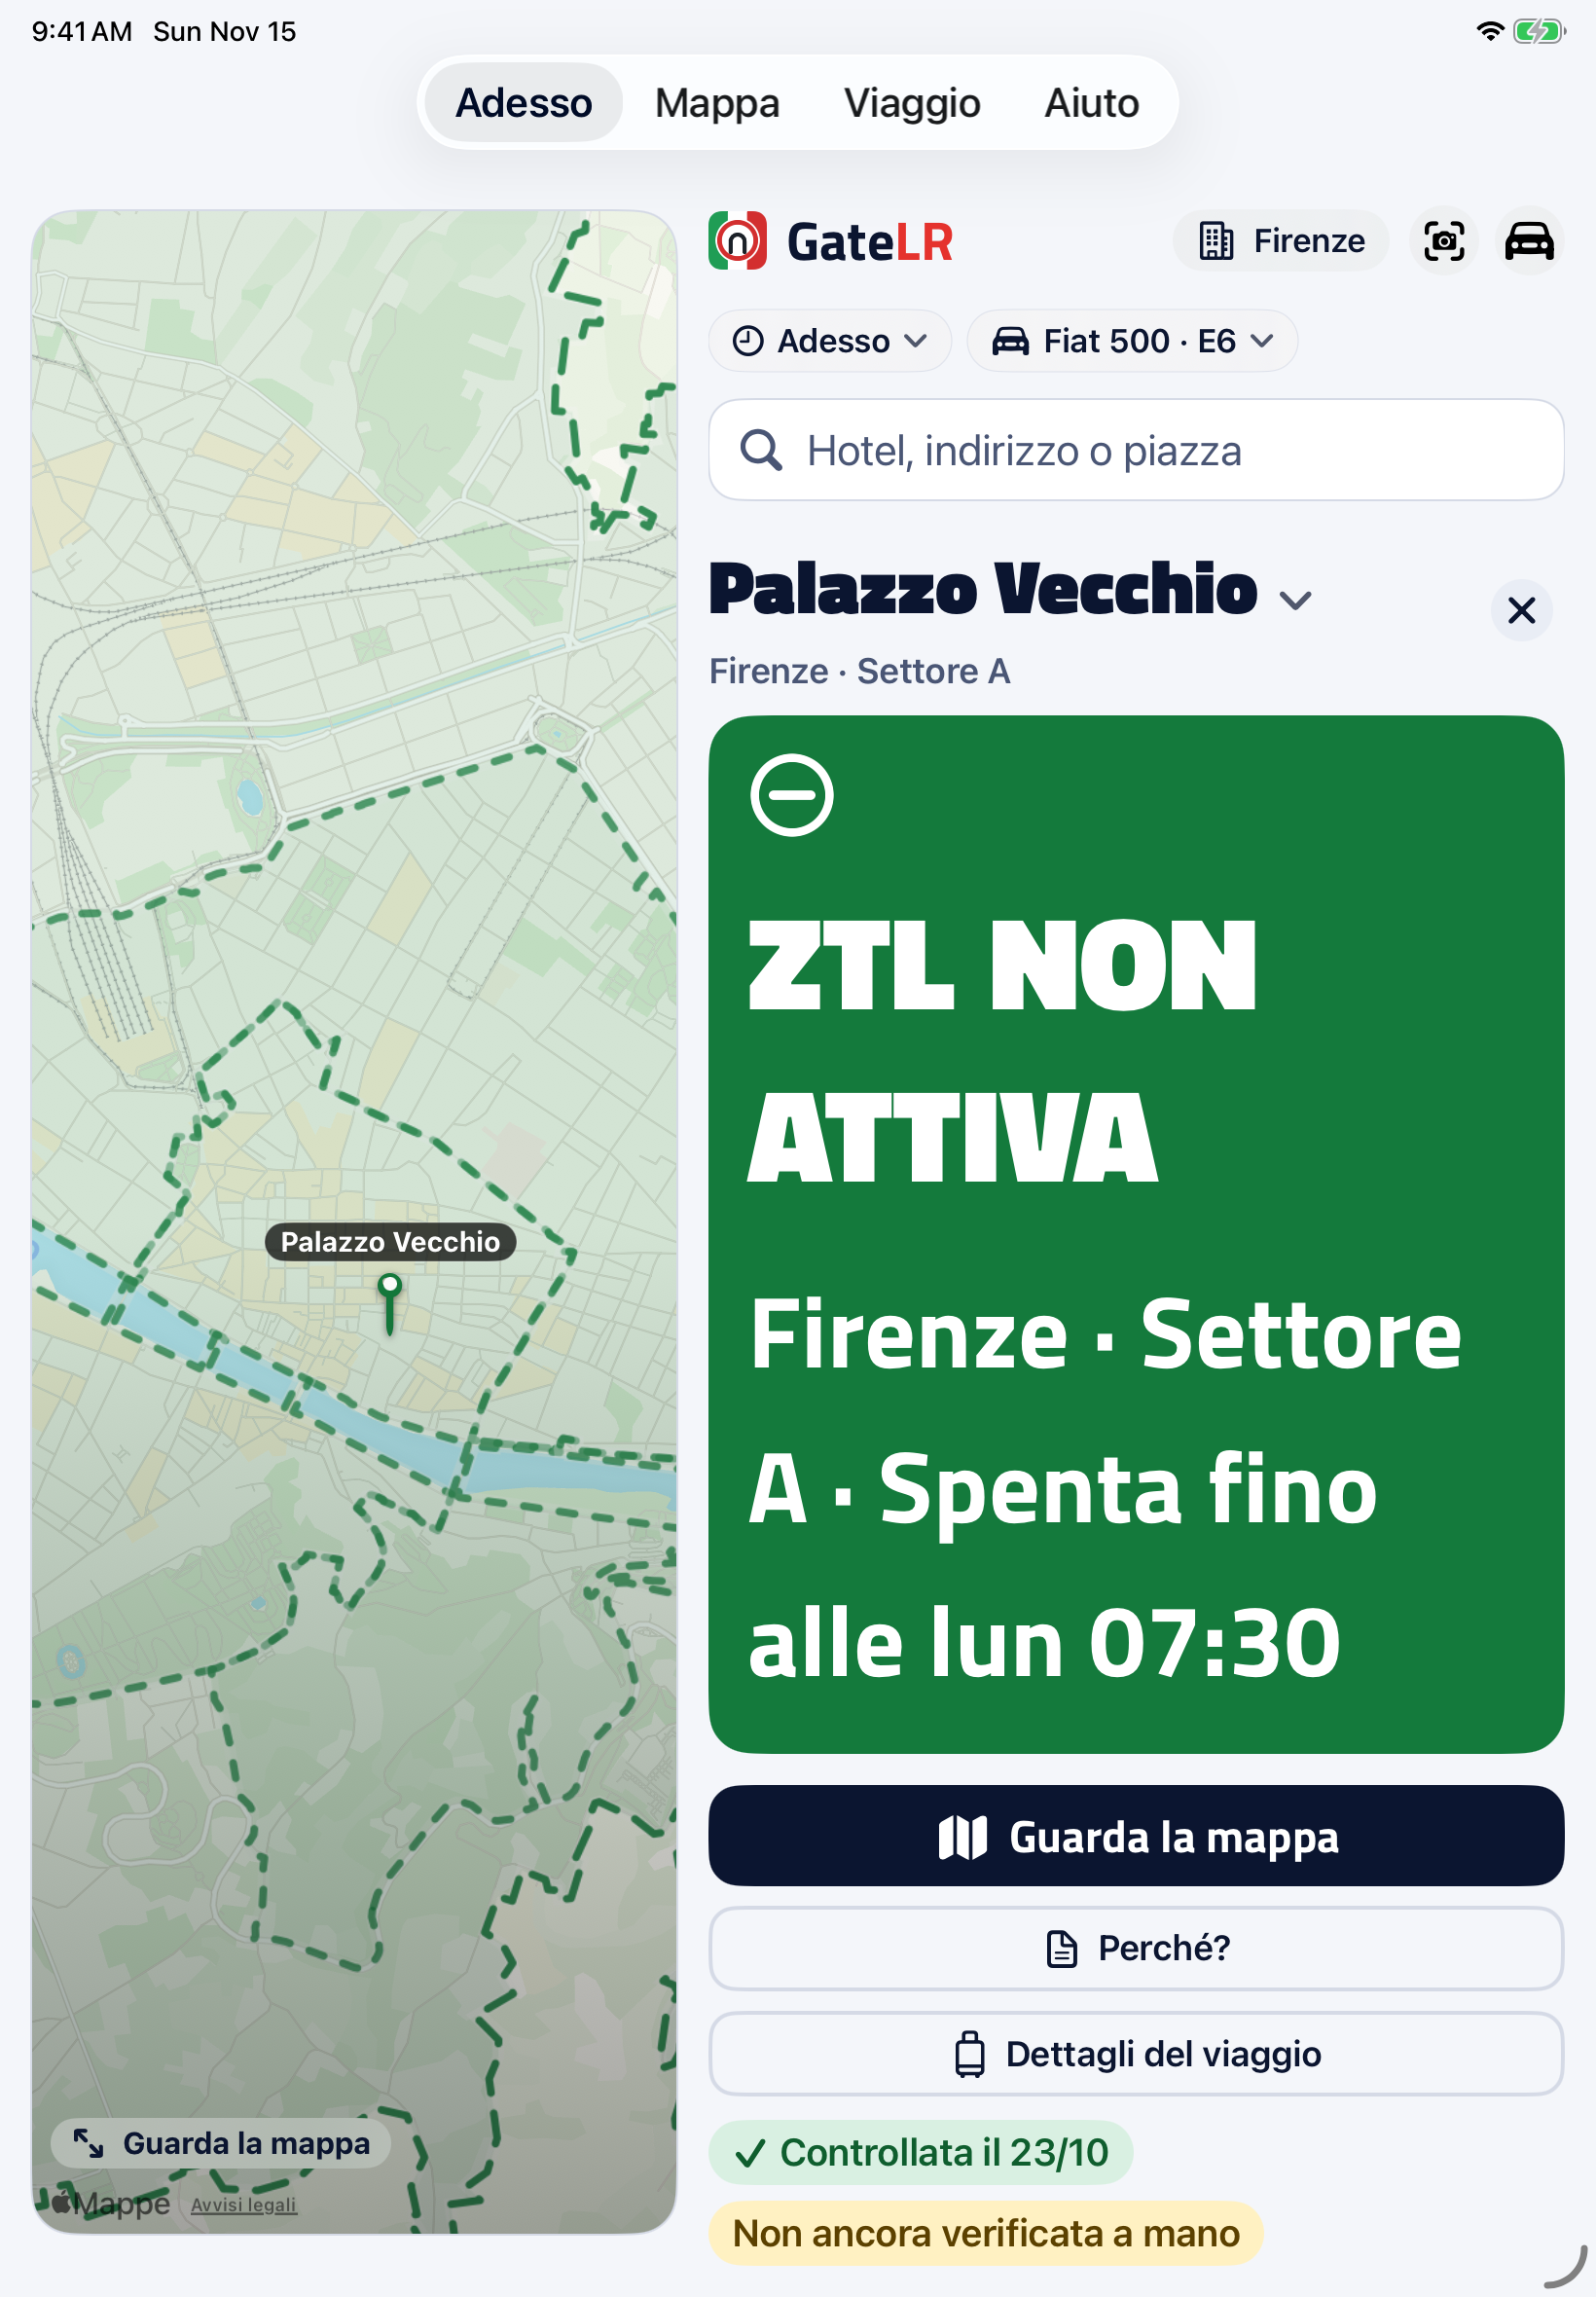 9:41 AM Sun Nov 15
Adesso Mappa Viaggio Aiuto
GateLR Firenze
Adesso Fiat 500 · E6
Hotel, indirizzo o piazza
Palazzo Vecchio
Firenze · Settore A
ZTL NON
ATTIVA
Firenze · Settore
A · Spenta fino
alle lun 07:30
Guarda la mappa
Perché?
Dettagli del viaggio
Controllata il 23/10
Non ancora verificata a mano
Palazzo Vecchio
Guarda la mappa
Mappe Avvisi legali